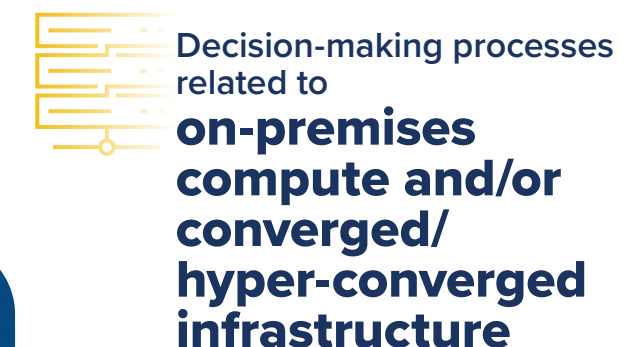 Decision-making processes
related to
on-premises
compute and/or
converged/
hyper-converged
infrastructure